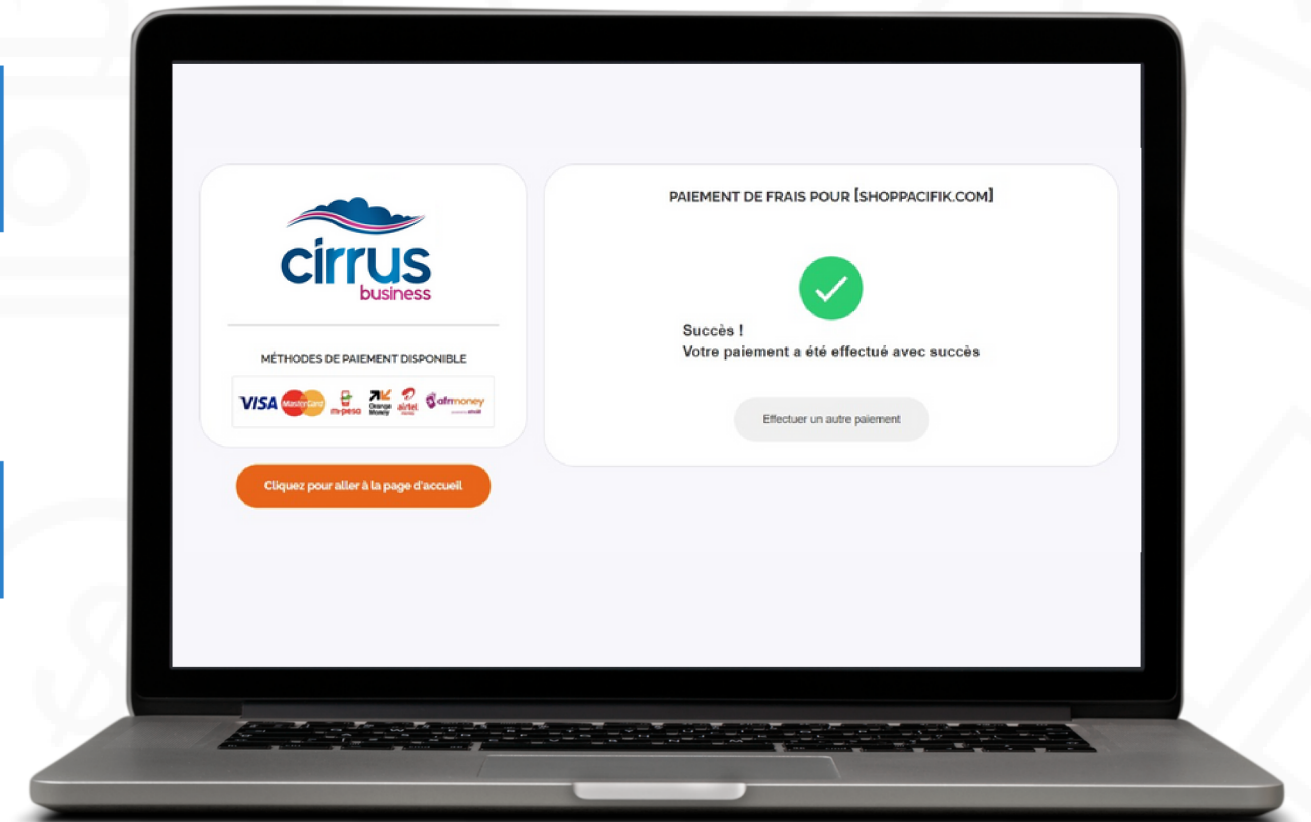 cirrus
business
MÉTHODES DE PAIEMENT DISPONIBLE
VISA MasterCard m-pesa Orange Money airtel money afrimoney
Cliquez pour aller à la page d'accueil
PAIEMENT DE FRAIS POUR [SHOPPACIFIK.COM]
Succès !
Votre paiement a été effectué avec succès
Effectuer un autre paiement